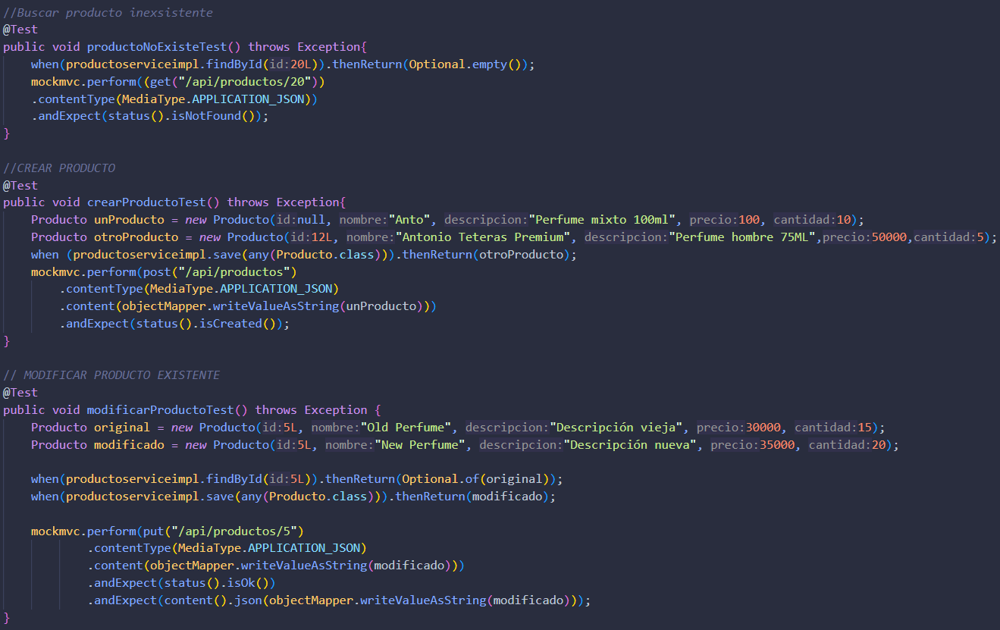 //Buscar producto inexsistente
@Test
public void productoNoExisteTest() throws Exception{
    when(productoserviceimpl.findById(id:20L)).thenReturn(Optional.empty());
    mockmvc.perform((get("/api/productos/20"))
    .contentType(MediaType.APPLICATION_JSON))
    .andExpect(status().isNotFound());
}

//CREAR PRODUCTO
@Test
public void crearProductoTest() throws Exception{
    Producto unProducto = new Producto(id:null, nombre:"Anto", descripcion:"Perfume mixto 100ml", precio:100, cantidad:10);
    Producto otroProducto = new Producto(id:12L, nombre:"Antonio Teteras Premium", descripcion:"Perfume hombre 75ML",precio:50000,cantidad:5);
    when (productoserviceimpl.save(any(Producto.class))).thenReturn(otroProducto);
    mockmvc.perform(post("/api/productos")
        .contentType(MediaType.APPLICATION_JSON)
        .content(objectMapper.writeValueAsString(unProducto)))
        .andExpect(status().isCreated());
}

// MODIFICAR PRODUCTO EXISTENTE
@Test
public void modificarProductoTest() throws Exception {
    Producto original = new Producto(id:5L, nombre:"Old Perfume", descripcion:"Descripción vieja", precio:30000, cantidad:15);
    Producto modificado = new Producto(id:5L, nombre:"New Perfume", descripcion:"Descripción nueva", precio:35000, cantidad:20);

    when(productoserviceimpl.findById(id:5L)).thenReturn(Optional.of(original));
    when(productoserviceimpl.save(any(Producto.class))).thenReturn(modificado);

    mockmvc.perform(put("/api/productos/5")
            .contentType(MediaType.APPLICATION_JSON)
            .content(objectMapper.writeValueAsString(modificado)))
            .andExpect(status().isOk())
            .andExpect(content().json(objectMapper.writeValueAsString(modificado)));
}